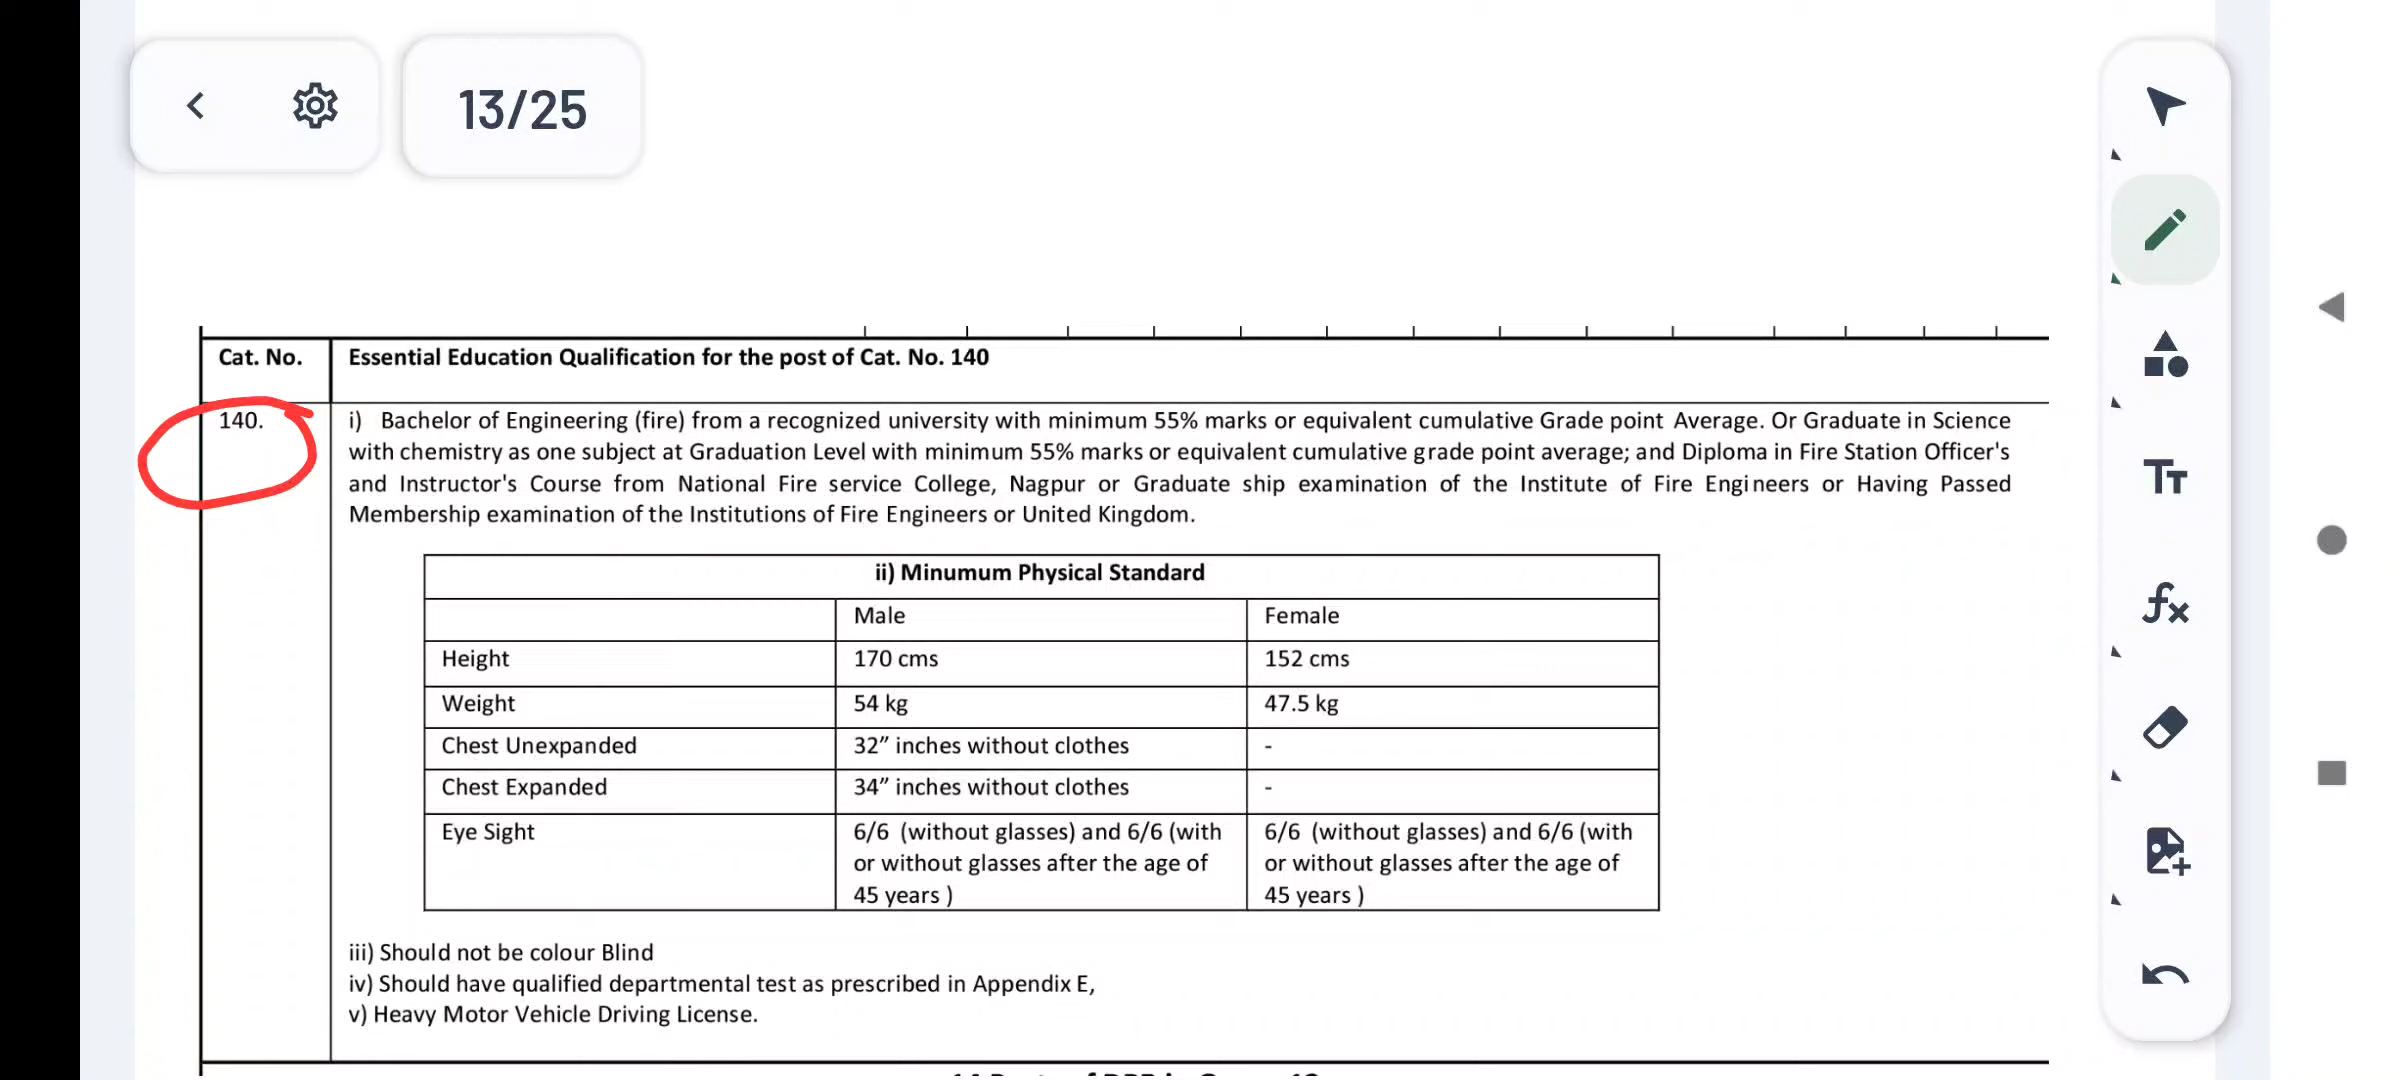 13/25
Cat. No. Essential Education Qualification for the post of Cat. No. 140
140. i) Bachelor of Engineering (fire) from a recognized university with minimum 55% marks or equivalent cumulative Grade point Average. Or Graduate in Science
with chemistry as one subject at Graduation Level with minimum 55% marks or equivalent cumulative grade point average; and Diploma in Fire Station Officer's
and Instructor's Course from National Fire service College, Nagpur or Graduate ship examination of the Institute of Fire Engineers or Having Passed
Membership examination of the Institutions of Fire Engineers or United Kingdom.
ii) Minumum Physical Standard
Male Female
Height 170 cms 152 cms
Weight 54 kg 47.5 kg
Chest Unexpanded 32” inches without clothes -
Chest Expanded 34” inches without clothes -
Eye Sight 6/6 (without glasses) and 6/6 (with 6/6 (without glasses) and 6/6 (with
or without glasses after the age of or without glasses after the age of
45 years ) 45 years )
iii) Should not be colour Blind
iv) Should have qualified departmental test as prescribed in Appendix E,
v) Heavy Motor Vehicle Driving License.
Tт
fx